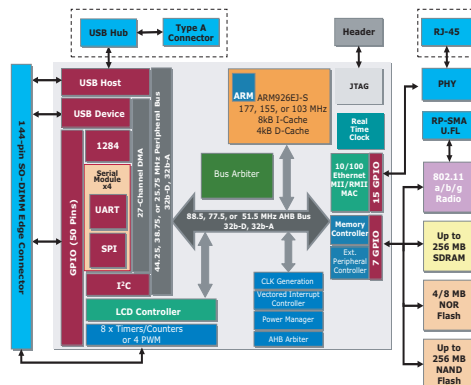 USB Hub
Type A
Connector
Header
RJ-45
144-pin SO-DIMM Edge Connector
USB Host
USB Device
GPIO (50 Pins)
1284
Serial
Module
x4
UART
SPI
I²C
27-Channel DMA
44.25, 38.75, or 25.75 MHz Peripheral Bus
32b-D, 32b-A
LCD Controller
8 x Timers/Counters
or 4 PWM
ARM
ARM926EJ-S
177, 155, or 103 MHz
8kB I-Cache
4kB D-Cache
Bus Arbiter
88.5, 77.5, or 51.5 MHz AHB Bus
32b-D, 32b-A
CLK Generation
Vectored Interrupt
Controller
Power Manager
AHB Arbiter
JTAG
Real
Time
Clock
10/100
Ethernet
MII/RMII
MAC
15 GPIO
Memory
Controller
Ext.
Peripheral
Controller
7 GPIO
PHY
RP-SMA
U.FL
802.11
a/b/g
Radio
Up to
256 MB
SDRAM
4/8 MB
NOR
Flash
Up to
256 MB
NAND
Flash